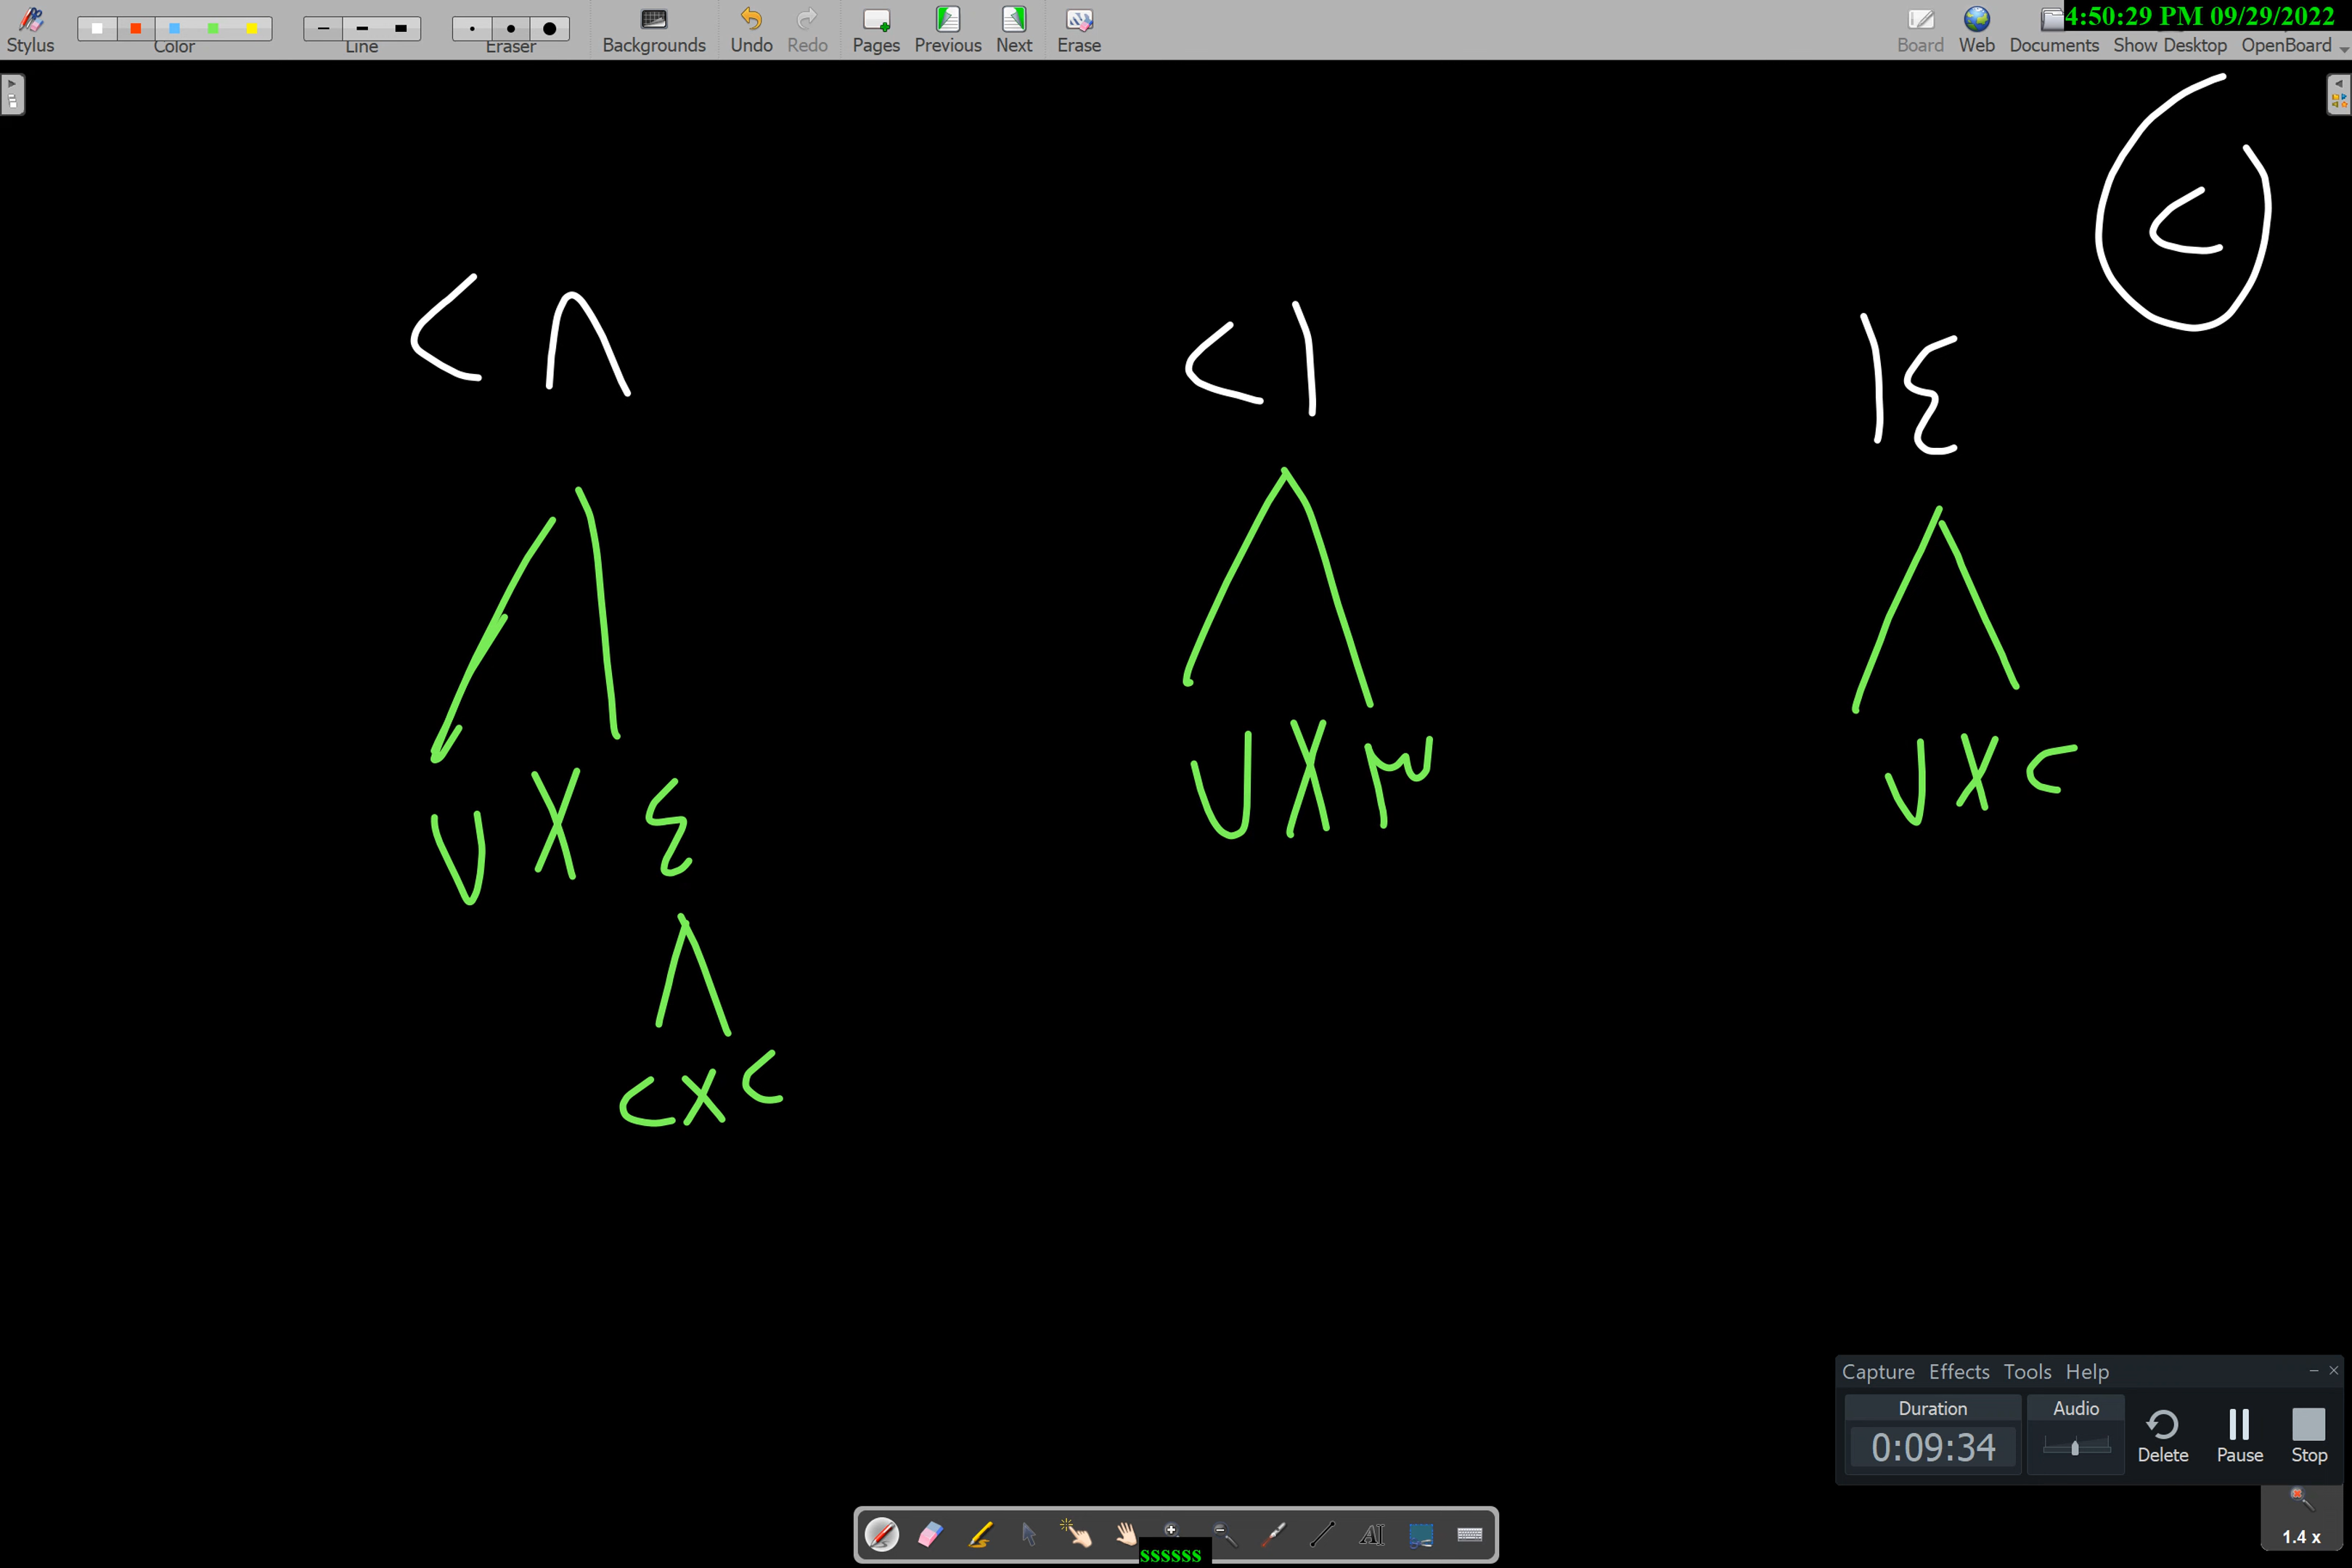 Stylus Color Line Eraser Backgrounds Undo Redo Pages Previous Next Erase Board Web Documents Show Desktop OpenBoard
4:50:29 PM 09/29/2022
٢
٢٨ ٢١ ١٤
٧ × ٤ ٧ × ٣ ٧ × ٢
٢ × ٢
Capture Effects Tools Help
Duration Audio
0:09:34 Delete Pause Stop
1.4 x
ssssss